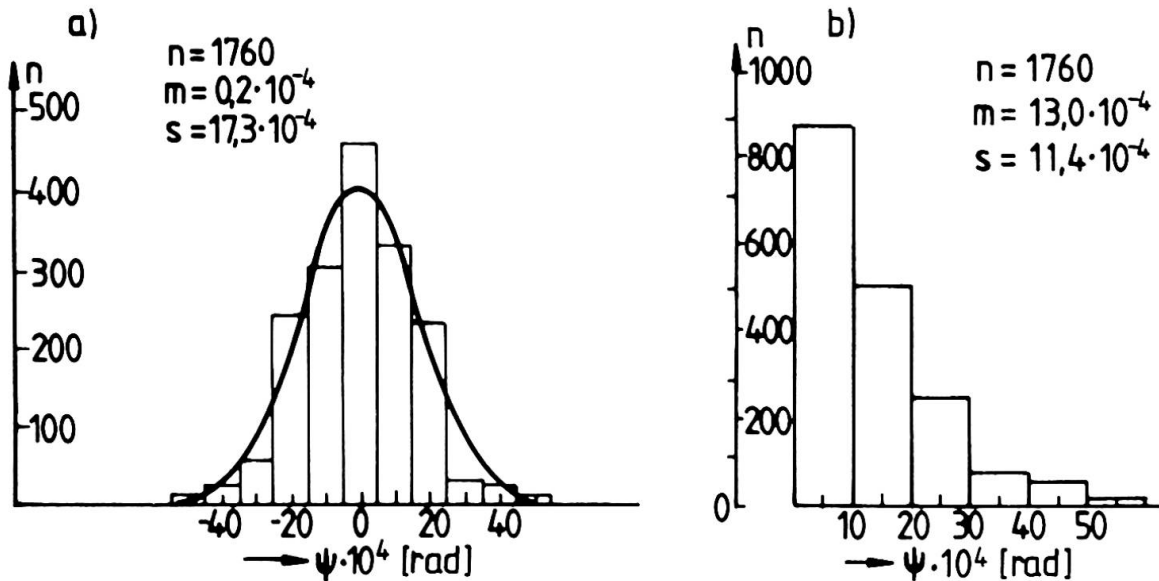 a)
n = 1760
m = 0,2·10⁻⁴
s = 17,3·10⁻⁴
n
500
400
300
200
100
-40 -20 0 20 40
ψ·10⁴ [rad]
b)
n = 1760
m = 13,0·10⁻⁴
s = 11,4·10⁻⁴
n
1000
800
600
400
200
0
10 20 30 40 50
ψ·10⁴ [rad]